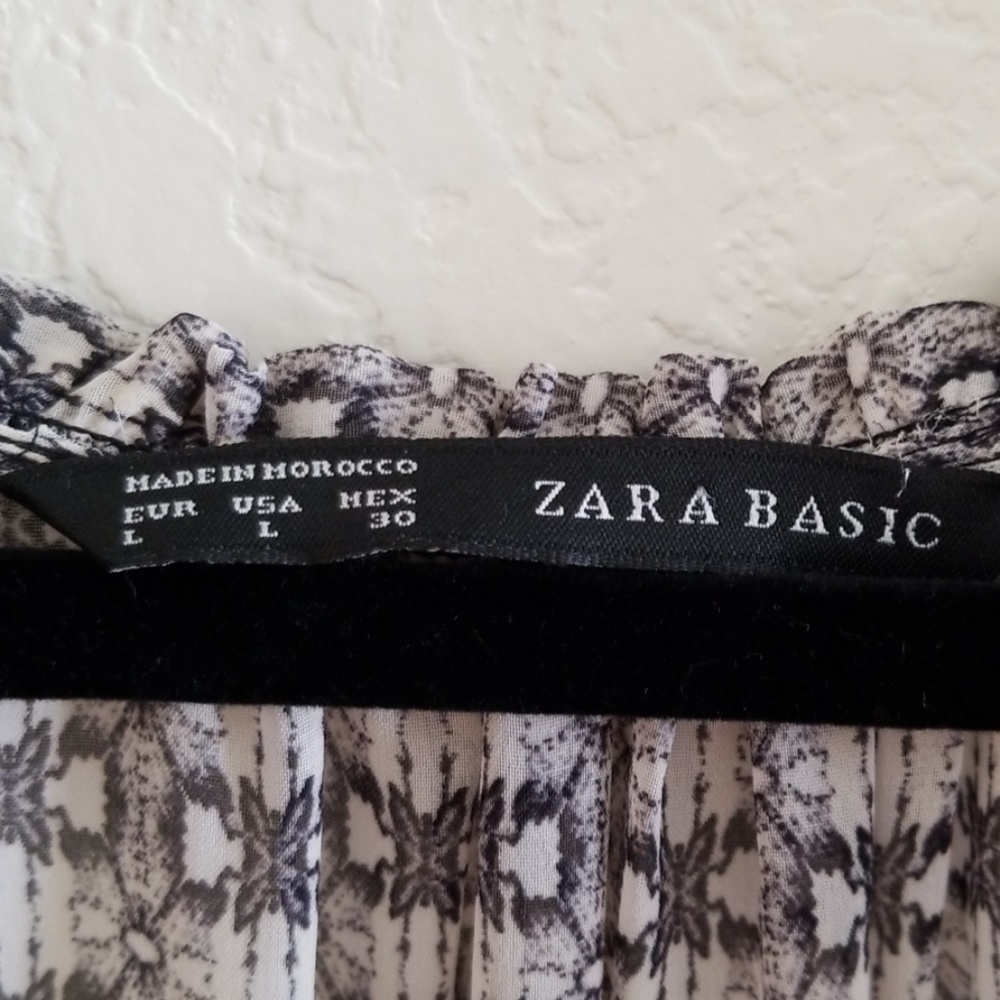 MADE IN MOROCCO
EUR USA MEX
L L 30
ZARA BASIC